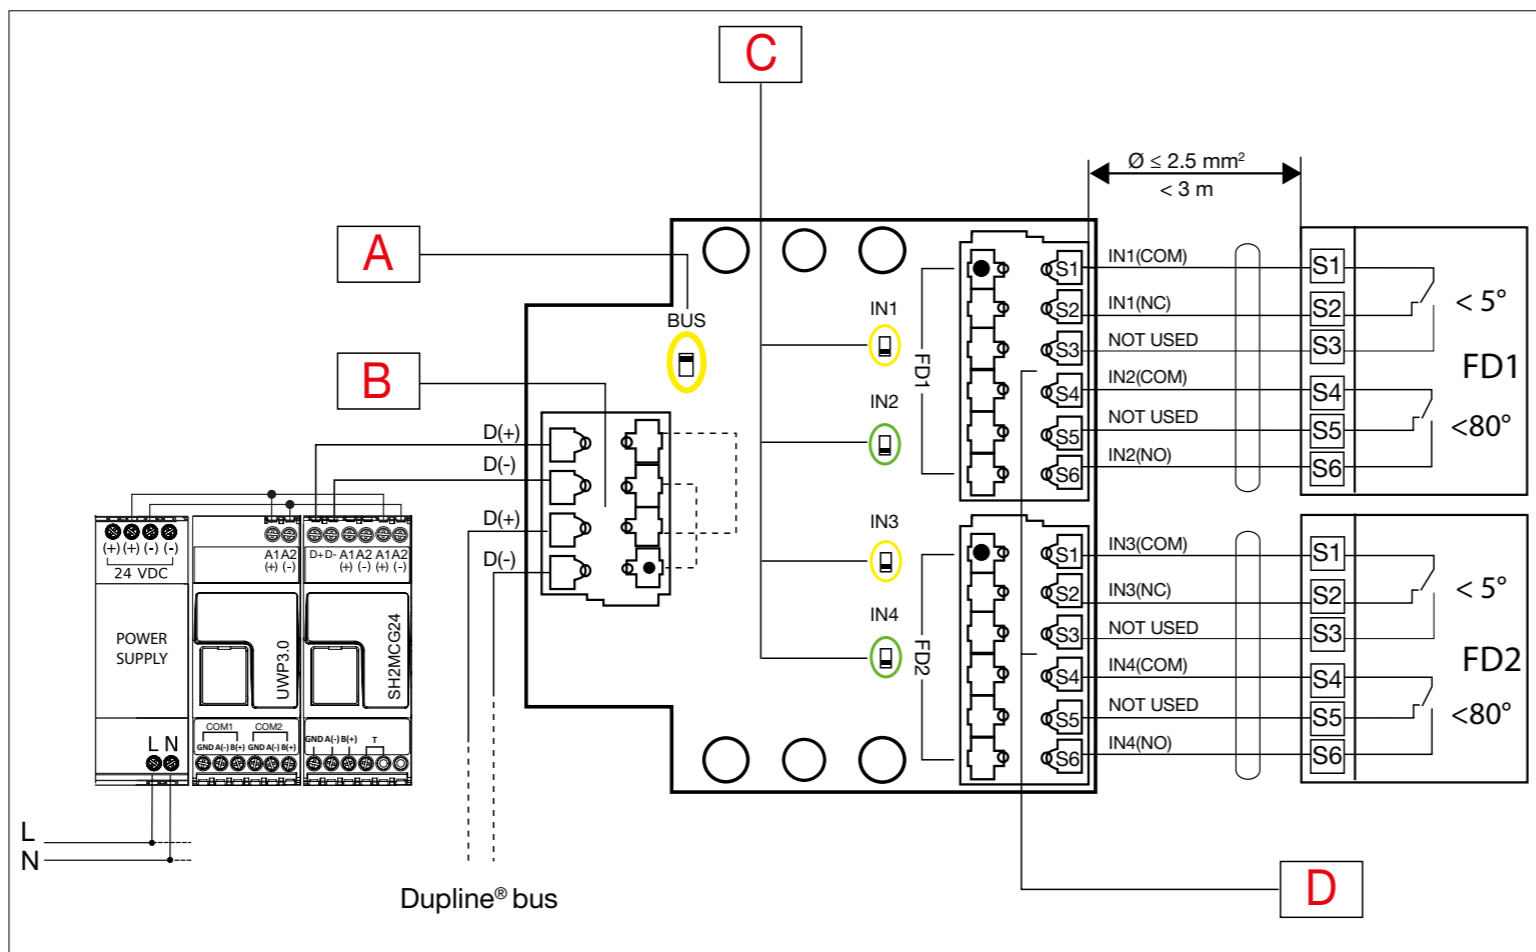 C
Ø ≤ 2.5 mm²
< 3 m
A
BUS
B
D(+)
D(-)
D(+)
D(-)
IN1
IN2
IN3
IN4
FD1
FD2
S1
S2
S3
S4
S5
S6
S1
S2
S3
S4
S5
S6
IN1(COM)
IN1(NC)
NOT USED
IN2(COM)
NOT USED
IN2(NO)
IN3(COM)
IN3(NC)
NOT USED
IN4(COM)
NOT USED
IN4(NO)
S1
S2
S3
S4
S5
S6
< 5°
FD1
<80°
S1
S2
S3
S4
S5
S6
< 5°
FD2
<80°
(+) (+) (-) (-)
24 VDC
POWER
SUPPLY
L N
A1 A2
(+) (-)
UWP3.0
COM1 COM2
GND A(-) B(+) GND A(-) B(+)
D+ D- A1 A2 A1 A2
(+) (-) (+) (-)
SH2MCG24
GND A(-) B(+) T
L
N
Dupline® bus
D